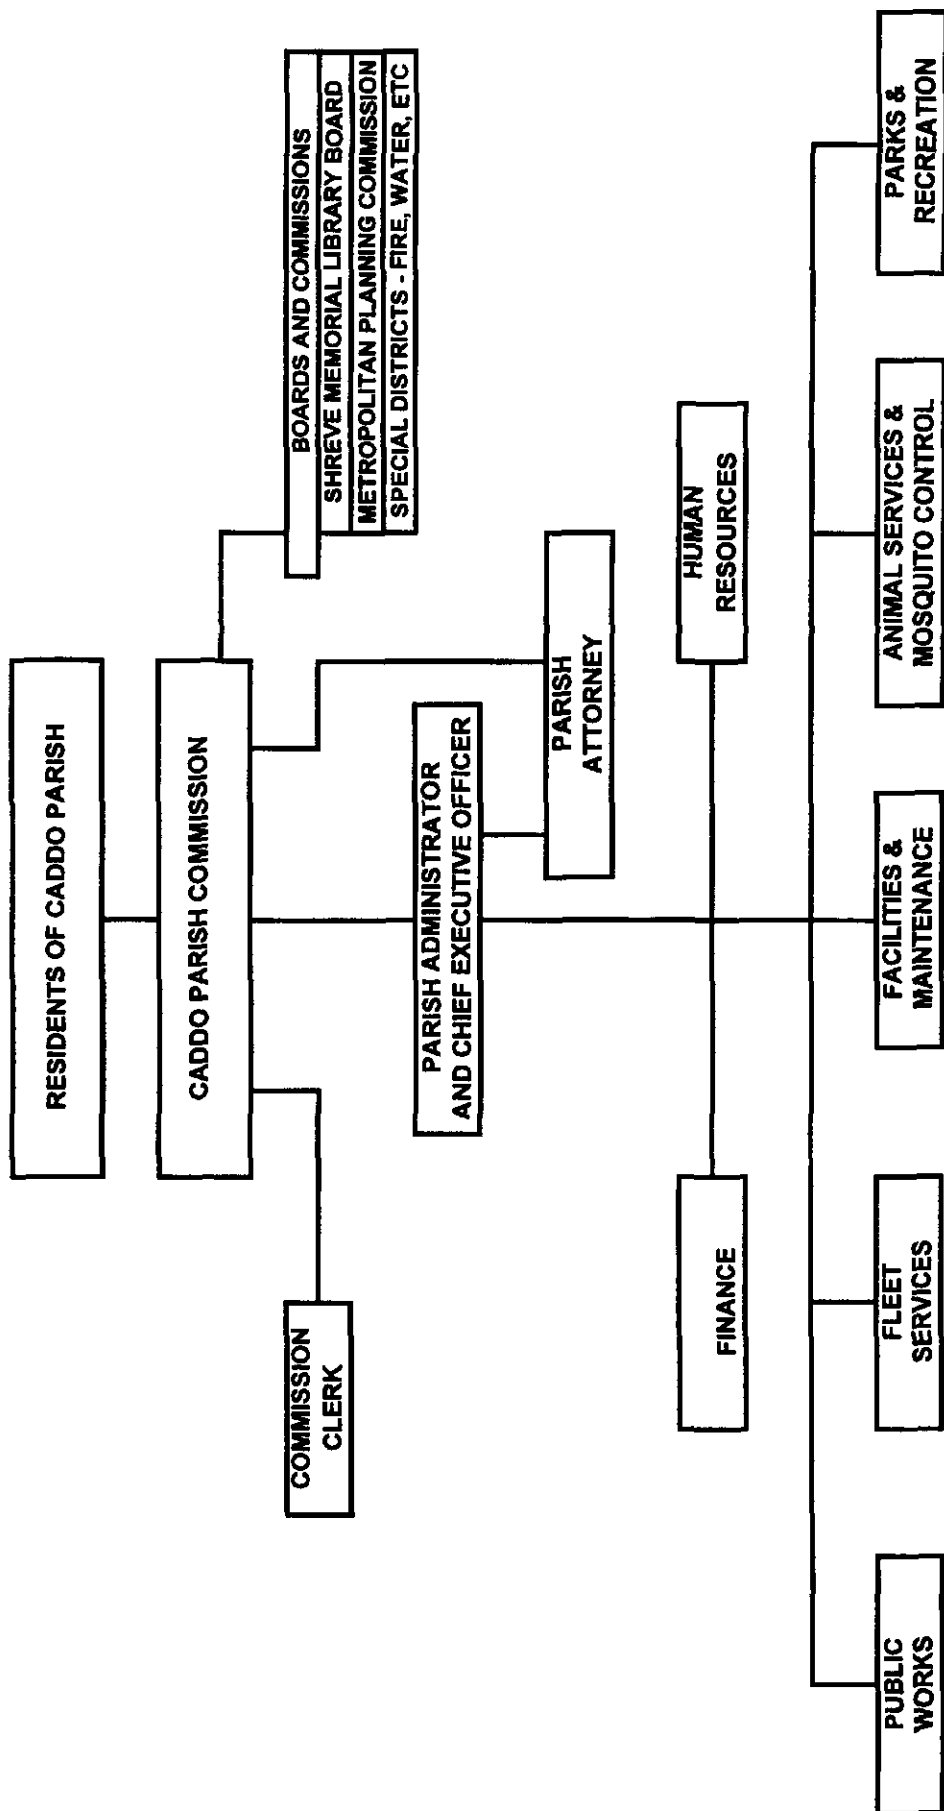 RESIDENTS OF CADDO PARISH
CADDO PARISH COMMISSION
COMMISSION
CLERK
BOARDS AND COMMISSIONS
SHREVE MEMORIAL LIBRARY BOARD
METROPOLITAN PLANNING COMMISSION
SPECIAL DISTRICTS - FIRE, WATER, ETC
PARISH ADMINISTRATOR
AND CHIEF EXECUTIVE OFFICER
PARISH
ATTORNEY
FINANCE
HUMAN
RESOURCES
PUBLIC
WORKS
FLEET
SERVICES
FACILITIES &
MAINTENANCE
ANIMAL SERVICES &
MOSQUITO CONTROL
PARKS &
RECREATION